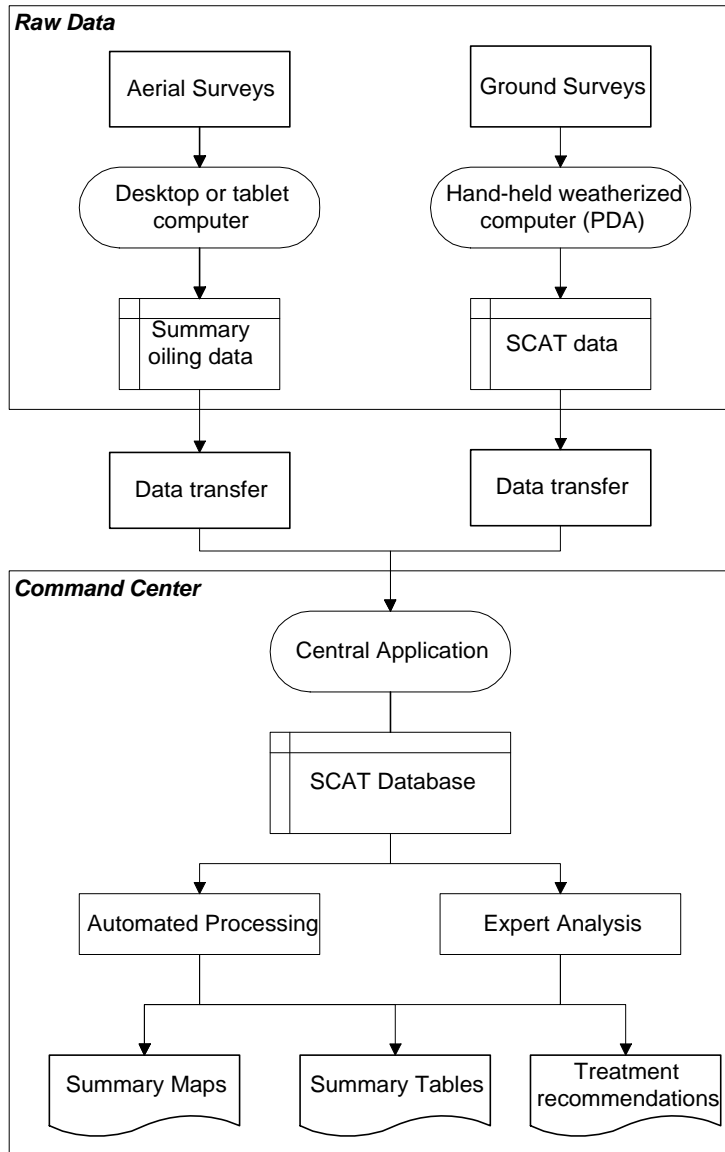 Raw Data
Aerial Surveys
Ground Surveys
Desktop or tablet
computer
Hand-held weatherized
computer (PDA)
Summary
oiling data
SCAT data
Data transfer
Data transfer
Command Center
Central Application
SCAT Database
Automated Processing
Expert Analysis
Summary Maps
Summary Tables
Treatment
recommendations